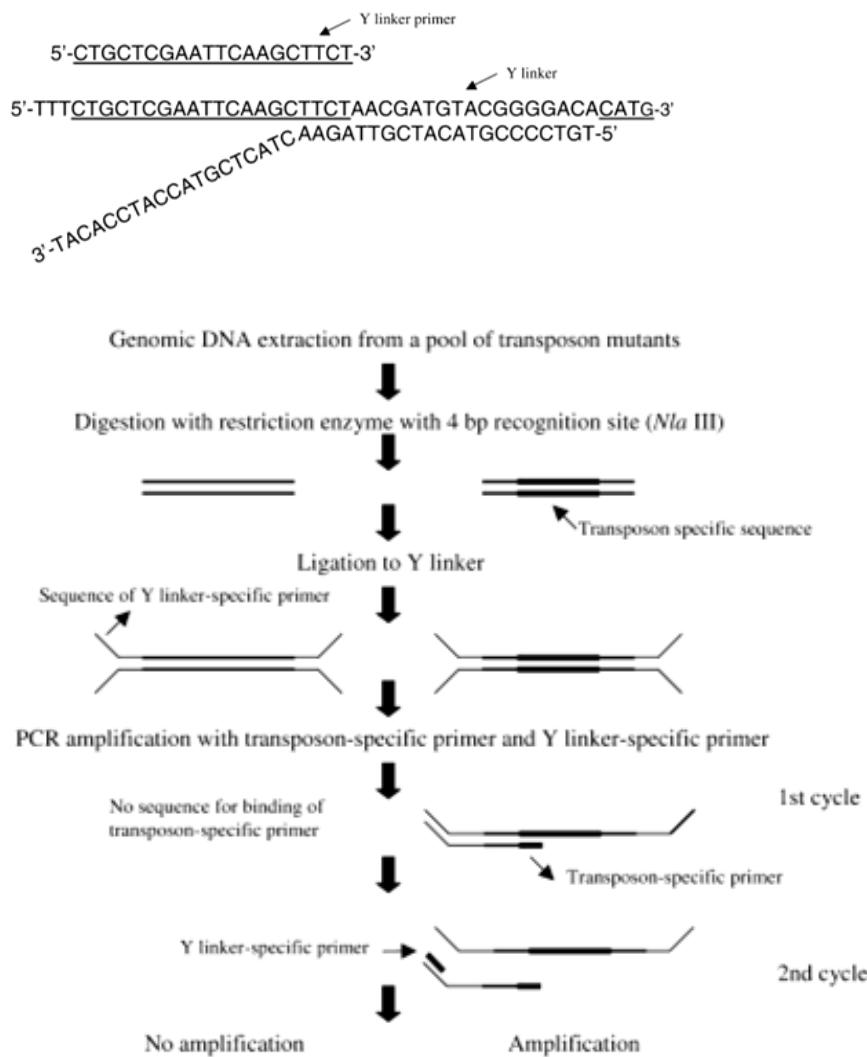 Y linker primer
5'-CTGCTCGAATTCAAGCTTCT-3'
Y linker
5'-TTTCTGCTCGAATTCAAGCTTCTAACGATGTACGGGGACACATG-3'
AAGATTGCTACATGCCCCTGT-5'
3'-TACACCTACCATGCTCATC
Genomic DNA extraction from a pool of transposon mutants
Digestion with restriction enzyme with 4 bp recognition site (Nla III)
Transposon specific sequence
Ligation to Y linker
Sequence of Y linker-specific primer
PCR amplification with transposon-specific primer and Y linker-specific primer
1st cycle
No sequence for binding of
transposon-specific primer
Transposon-specific primer
Y linker-specific primer
2nd cycle
No amplification
Amplification